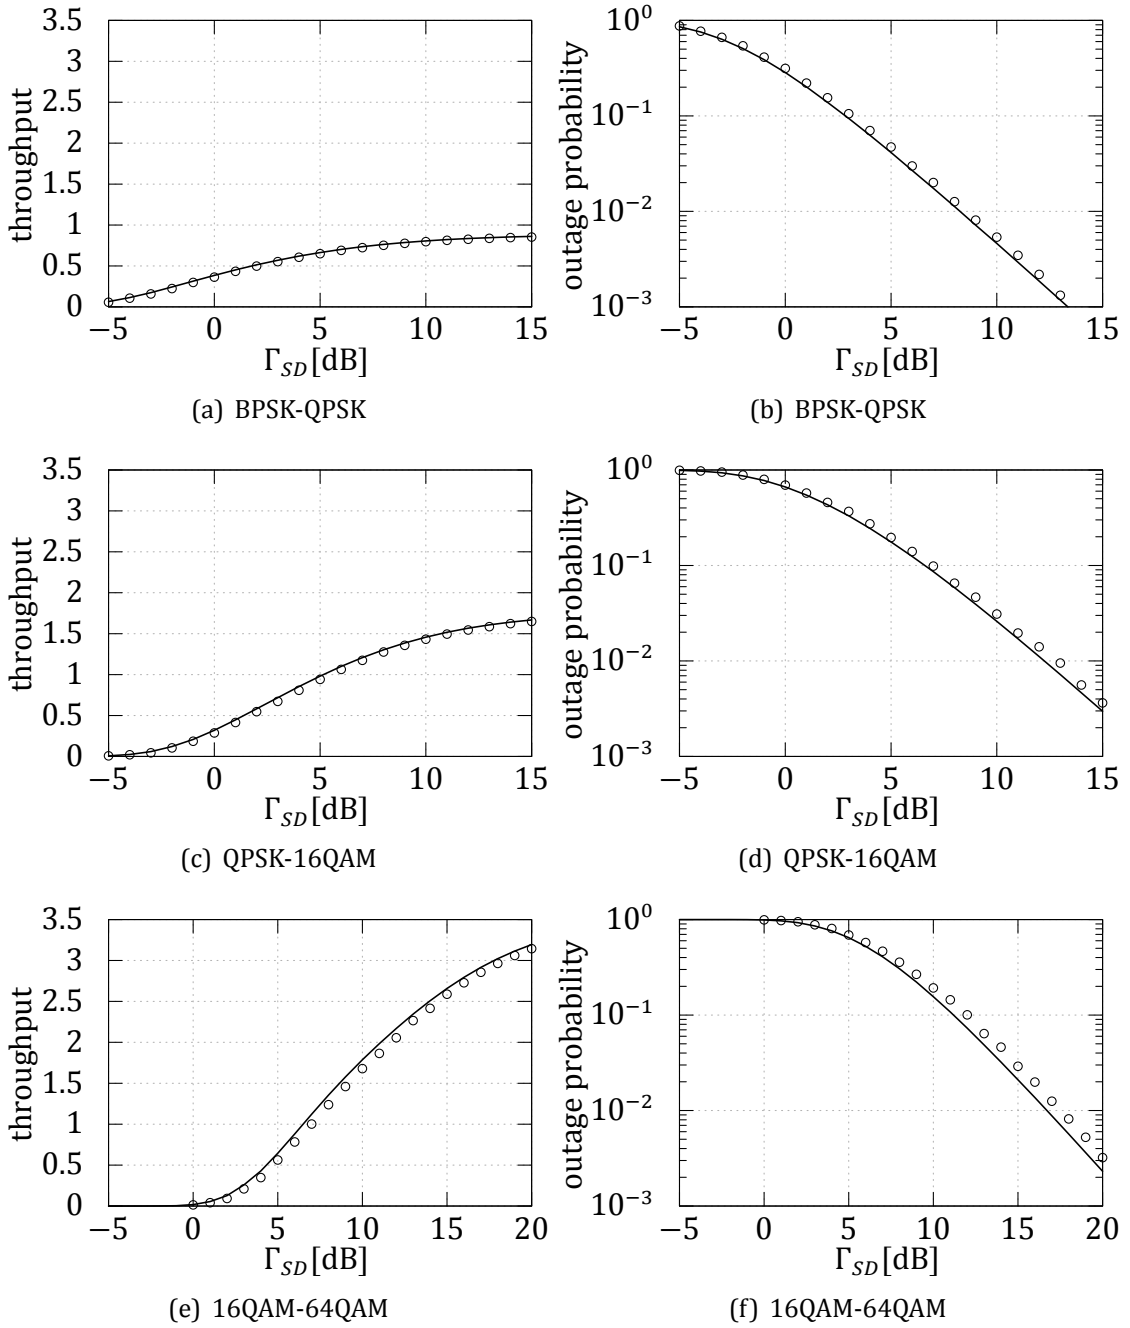 throughput
3.5
3
2.5
2
1.5
1
0.5
0
−5 0 5 10 15
Γ_SD [dB]
(a) BPSK-QPSK
outage probability
10^0
10^−1
10^−2
10^−3
−5 0 5 10 15
Γ_SD [dB]
(b) BPSK-QPSK
throughput
3.5
3
2.5
2
1.5
1
0.5
0
−5 0 5 10 15
Γ_SD [dB]
(c) QPSK-16QAM
outage probability
10^0
10^−1
10^−2
10^−3
−5 0 5 10 15
Γ_SD [dB]
(d) QPSK-16QAM
throughput
3.5
3
2.5
2
1.5
1
0.5
0
−5 0 5 10 15 20
Γ_SD [dB]
(e) 16QAM-64QAM
outage probability
10^0
10^−1
10^−2
10^−3
−5 0 5 10 15 20
Γ_SD [dB]
(f) 16QAM-64QAM